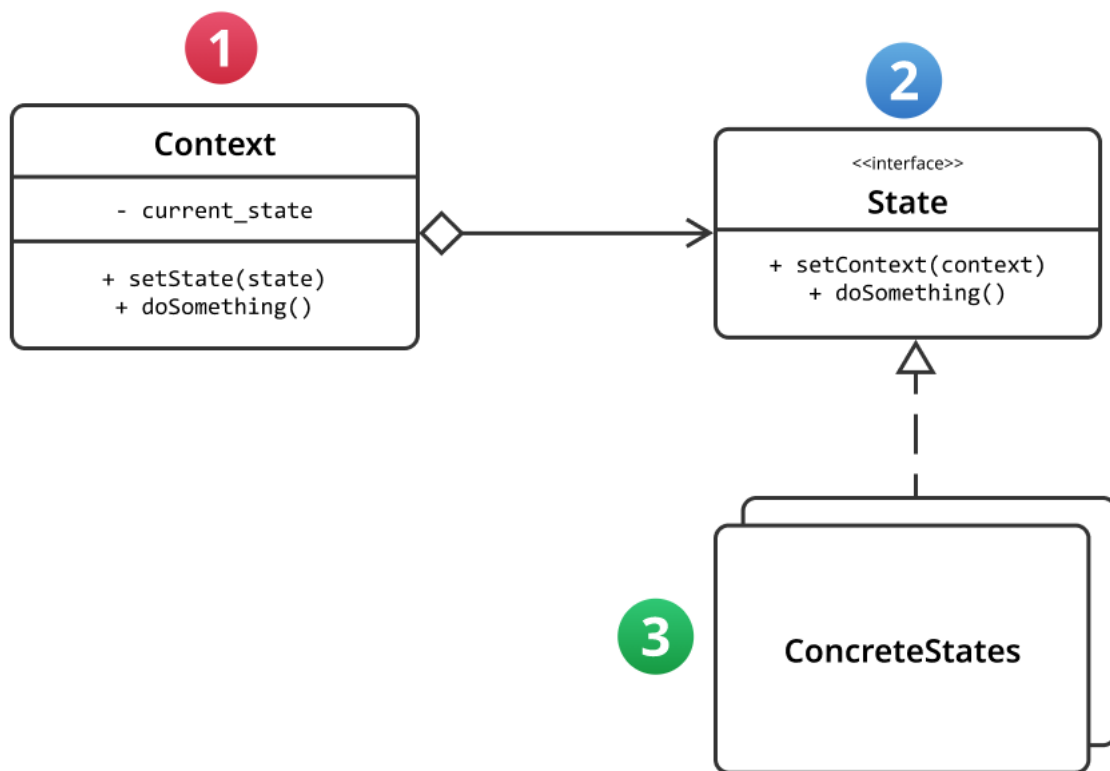 1
Context
- current_state
+ setState(state)
+ doSomething()
2
<<interface>>
State
+ setContext(context)
+ doSomething()
3
ConcreteStates